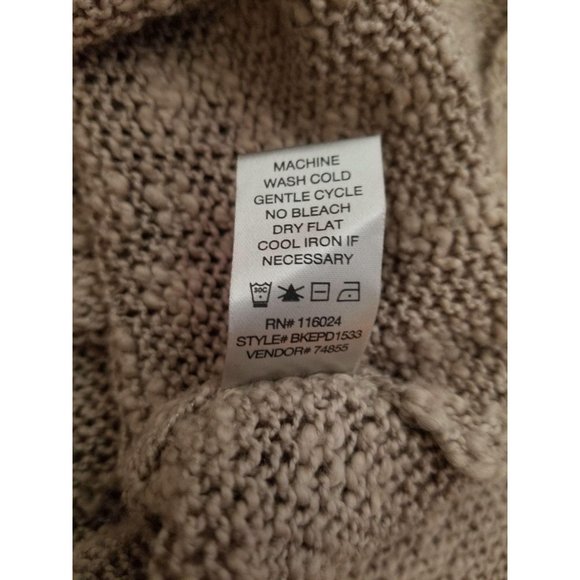 MACHINE
WASH COLD
GENTLE CYCLE
NO BLEACH
DRY FLAT
COOL IRON IF
NECESSARY
30C
RN# 116024
STYLE# BKEPD1533
VENDOR# 74855